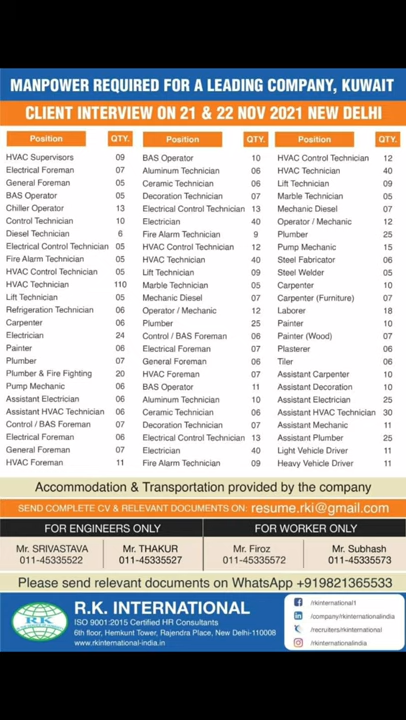 MANPOWER REQUIRED FOR A LEADING COMPANY, KUWAIT
CLIENT INTERVIEW ON 21 & 22 NOV 2021 NEW DELHI
Position QTY.
HVAC Supervisors 09
Electrical Foreman 07
General Foreman 05
BAS Operator 05
Chiller Operator 13
Control Technician 10
Diesel Technician 6
Electrical Control Technician 05
Fire Alarm Technician 05
HVAC Control Technician 05
HVAC Technician 110
Lift Technician 05
Refrigeration Technician 06
Carpenter 06
Electrician 24
Painter 06
Plumber 07
Plumber & Fire Fighting 20
Pump Mechanic 06
Assistant Electrician 06
Assistant HVAC Technician 06
Control / BAS Foreman 07
Electrical Foreman 06
General Foreman 07
HVAC Foreman 11
Position QTY.
BAS Operator 10
Aluminum Technician 06
Ceramic Technician 06
Decoration Technician 07
Electrical Control Technician 13
Electrician 40
Fire Alarm Technician 9
HVAC Control Technician 12
HVAC Technician 40
Lift Technician 09
Marble Technician 05
Mechanic Diesel 07
Operator / Mechanic 12
Plumber 25
Control / BAS Foreman 06
Electrical Foreman 07
General Foreman 06
HVAC Foreman 07
BAS Operator 11
Aluminum Technician 10
Ceramic Technician 06
Decoration Technician 07
Electrical Control Technician 13
Electrician 40
Fire Alarm Technician 09
Position QTY.
HVAC Control Technician 12
HVAC Technician 40
Lift Technician 09
Marble Technician 05
Mechanic Diesel 07
Operator / Mechanic 12
Plumber 25
Pump Mechanic 15
Steel Fabricator 06
Steel Welder 05
Carpenter 10
Carpenter (Furniture) 07
Laborer 18
Painter 10
Painter (Wood) 07
Plasterer 06
Tiler 06
Assistant Carpenter 10
Assistant Decoration 10
Assistant Electrician 25
Assistant HVAC Technician 30
Assistant Mechanic 11
Assistant Plumber 25
Light Vehicle Driver 11
Heavy Vehicle Driver 11
Accommodation & Transportation provided by the company
SEND COMPLETE CV & RELEVANT DOCUMENTS ON: resume.rki@gmail.com
FOR ENGINEERS ONLY
Mr. SRIVASTAVA 011-45335522
Mr. THAKUR 011-45335527
FOR WORKER ONLY
Mr. Firoz 011-45335572
Mr. Subhash 011-45335573
Please send relevant documents on WhatsApp +919821365533
RK
R.K. INTERNATIONAL
ISO 9001:2015 Certified HR Consultants
6th floor, Hemkunt Tower, Rajendra Place, New Delhi-110008
www.rkinternational-india.in
/rkinternational1
/company/rkinternationalindia
/recruiters/rkinternational
/rkinternationalindia